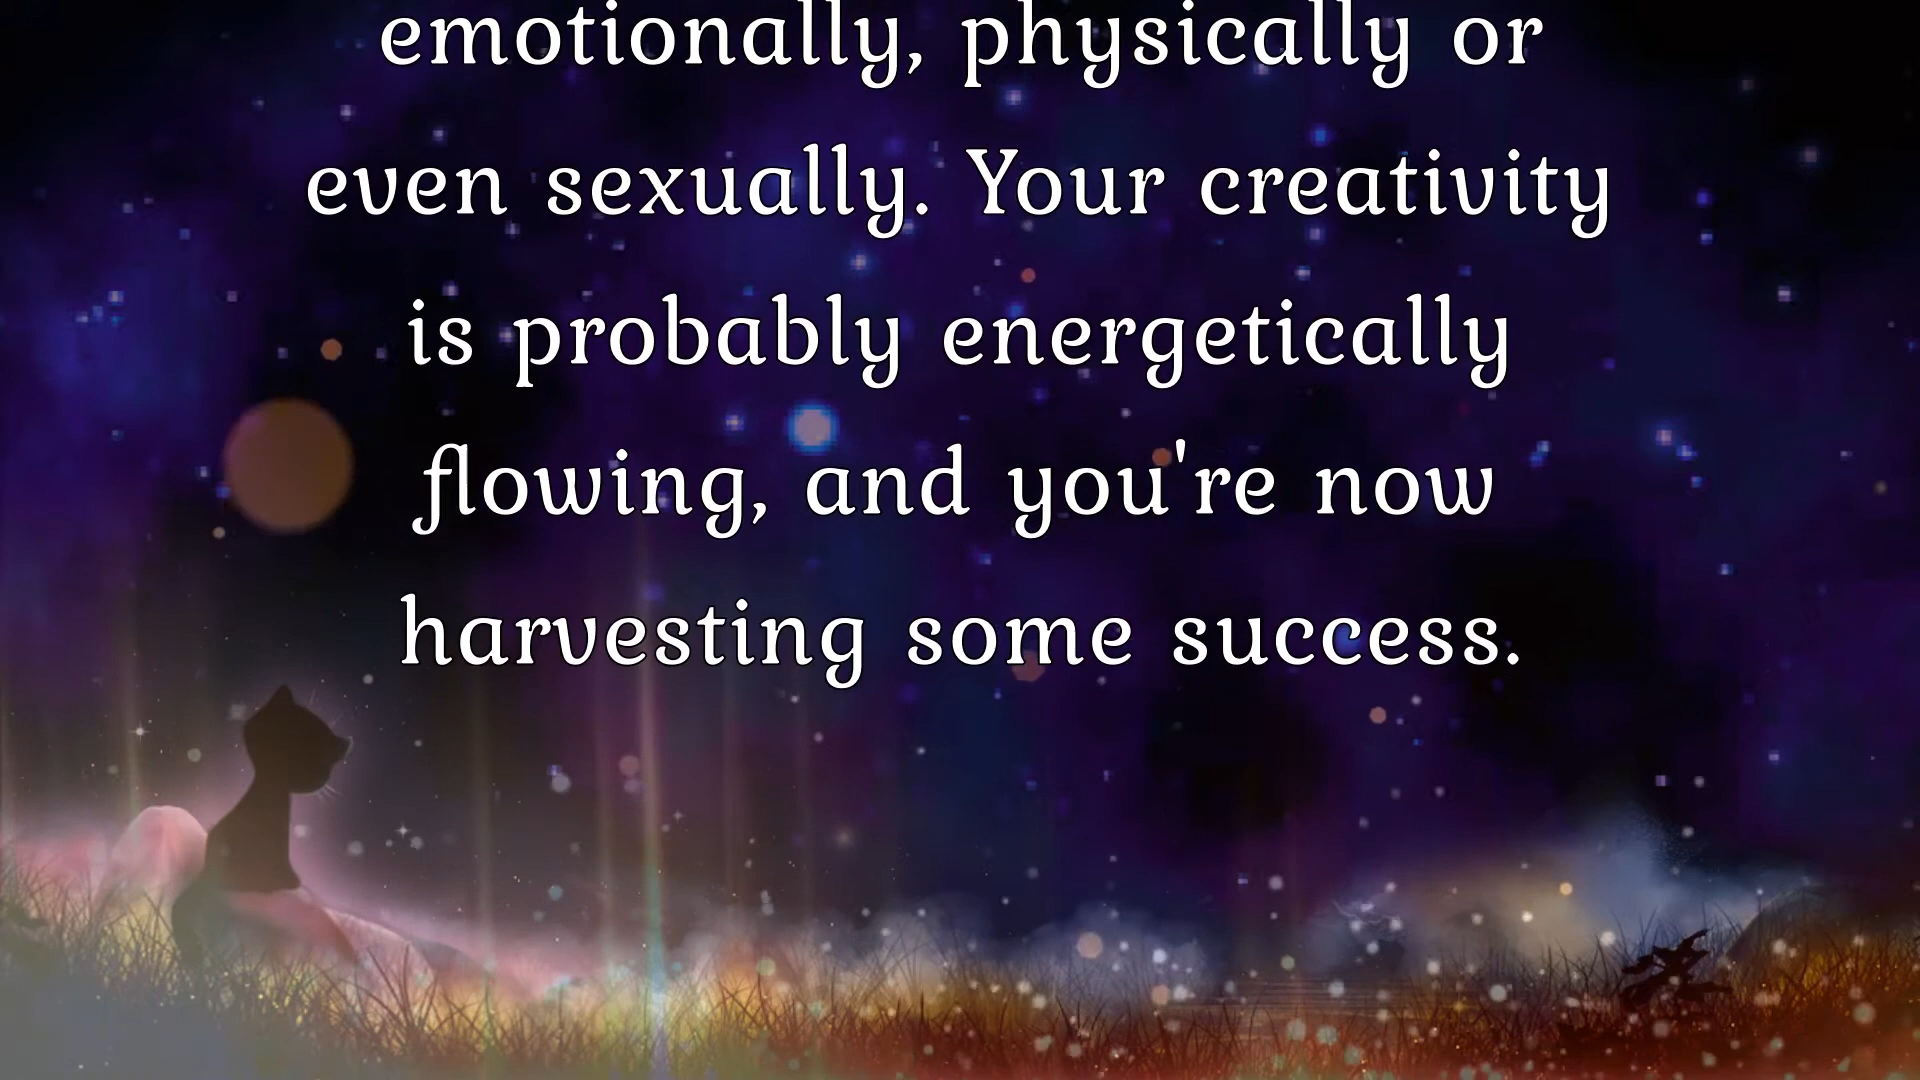 emotionally, physically or
even sexually. Your creativity
is probably energetically
flowing, and you're now
harvesting some success.